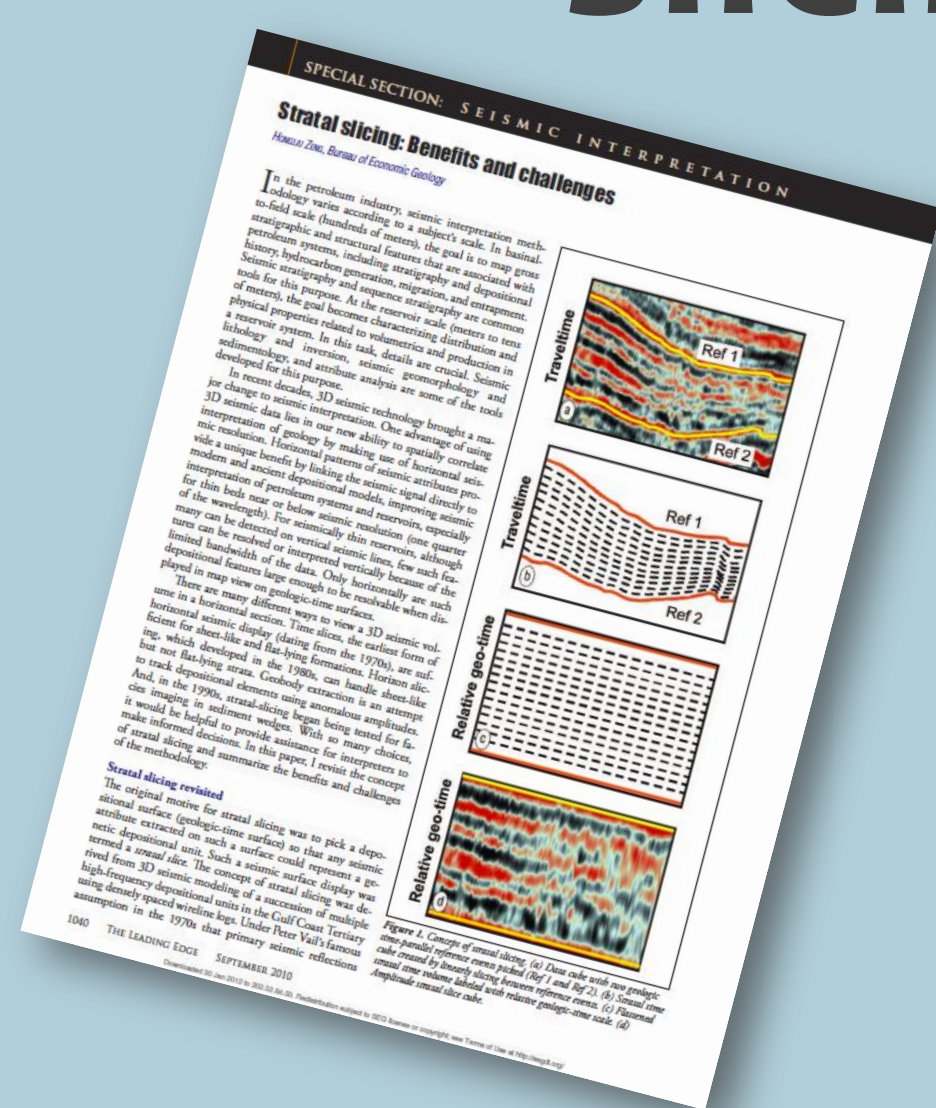 SPECIAL SECTION: SEISMIC INTERPRETATION
Stratal slicing: Benefits and challenges
Hongliu Zeng, Bureau of Economic Geology
In the petroleum industry, seismic interpretation meth-
odology varies according to a subject's scale. In basinal-
to-field scale (hundreds of meters), the goal is to map gross
stratigraphic and structural features that are associated with
petroleum systems, including stratigraphy and depositional
history, hydrocarbon generation, migration, and entrapment.
Seismic stratigraphy and sequence stratigraphy are common
tools for this purpose. At the reservoir scale (meters to tens
of meters), the goal becomes characterizing distribution and
physical properties related to volumetrics and production in
a reservoir system. In this task, details are crucial. Seismic
lithology and inversion, seismic geomorphology and
sedimentology, and attribute analysis are some of the tools
developed for this purpose.
In recent decades, 3D seismic technology brought a ma-
jor change to seismic interpretation. One advantage of using
3D seismic data lies in our new ability to spatially correlate
interpretation of geology by making use of horizontal seis-
mic resolution. Horizontal patterns of seismic attributes pro-
vide a unique benefit by linking the seismic signal directly to
modern and ancient depositional models, improving seismic
interpretation of petroleum systems and reservoirs, especially
for thin beds near or below seismic resolution (one quarter
of the wavelength). For seismically thin reservoirs, although
many can be detected on vertical seismic lines, few such fea-
tures can be resolved or interpreted vertically because of the
limited bandwidth of the data. Only horizontally are such
depositional features large enough to be resolvable when dis-
played in map view on geologic-time surfaces.
There are many different ways to view a 3D seismic vol-
ume in a horizontal section. Time slices, the earliest form of
horizontal seismic display (dating from the 1970s), are suf-
ficient for sheet-like and flat-lying formations. Horizon slic-
ing, which developed in the 1980s, can handle sheet-like
but not flat-lying strata. Geobody extraction is an attempt
to track depositional elements using anomalous amplitudes.
And, in the 1990s, stratal-slicing began being tested for fa-
cies imaging in sediment wedges. With so many choices,
it would be helpful to provide assistance for interpreters to
make informed decisions. In this paper, I revisit the concept
of stratal slicing and summarize the benefits and challenges
of the methodology.
Stratal slicing revisited
The original motive for stratal slicing was to pick a depo-
sitional surface (geologic-time surface) so that any seismic
attribute extracted on such a surface could represent a ge-
netic depositional unit. Such a seismic surface display was
termed a stratal slice. The concept of stratal slicing was de-
rived from 3D seismic modeling of a succession of multiple
high-frequency depositional units in the Gulf Coast Tertiary
using densely spaced wireline logs. Under Peter Vail's famous
assumption in the 1970s that primary seismic reflections
Traveltime
Ref 1
Ref 2
a
Traveltime
Ref 1
Ref 2
b
Relative geo-time
c
Relative geo-time
d
Figure 1. Concept of stratal slicing. (a) Data cube with two geologic
time-parallel reference events picked (Ref 1 and Ref 2). (b) Stratal time
cube created by linearly slicing between reference events. (c) Flattened
stratal time volume labeled with relative geologic-time scale. (d)
Amplitude stratal slice cube.
1040 THE LEADING EDGE SEPTEMBER 2010